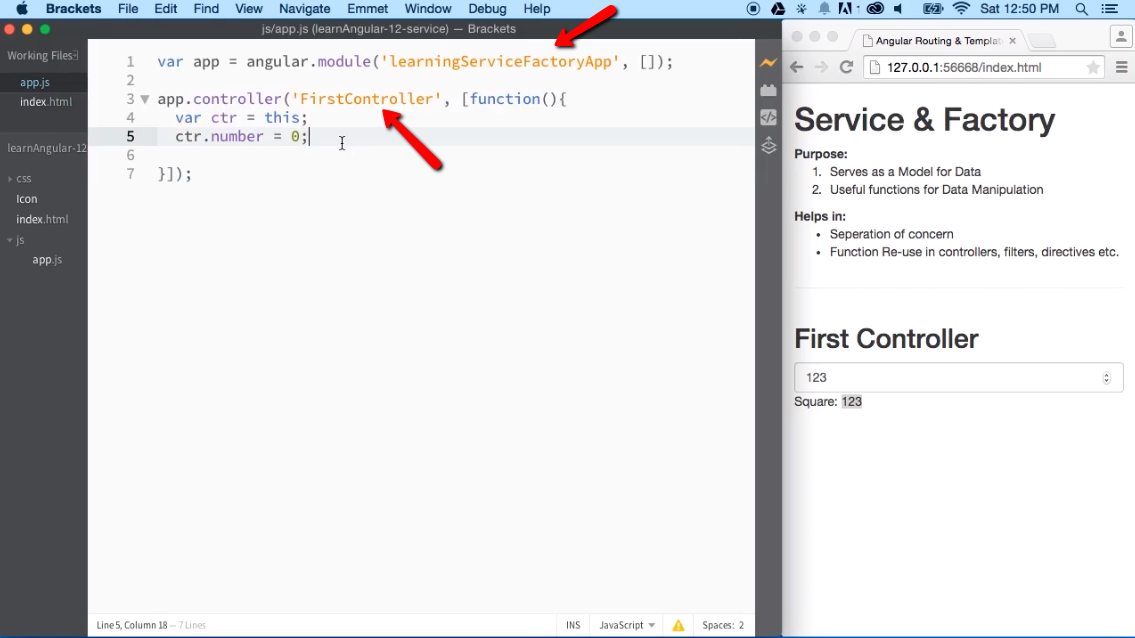 Brackets File Edit Find View Navigate Emmet Window Debug Help Sat 12:50 PM
js/app.js (learnAngular-12-service) — Brackets
Working Files:
app.js
index.html
learnAngular-12
css
Icon
index.html
js
app.js
1 var app = angular.module('learningServiceFactoryApp', []);
2
3 app.controller('FirstController', [function(){
4 var ctr = this;
5 ctr.number = 0;
6
7 }]);
Line 5, Column 18 — 7 Lines
INS JavaScript Spaces: 2
Angular Routing & Templat
127.0.0.1:56668/index.html
Service & Factory
Purpose:
1. Serves as a Model for Data
2. Useful functions for Data Manipulation
Helps in:
• Seperation of concern
• Function Re-use in controllers, filters, directives etc.
First Controller
123
Square: 123